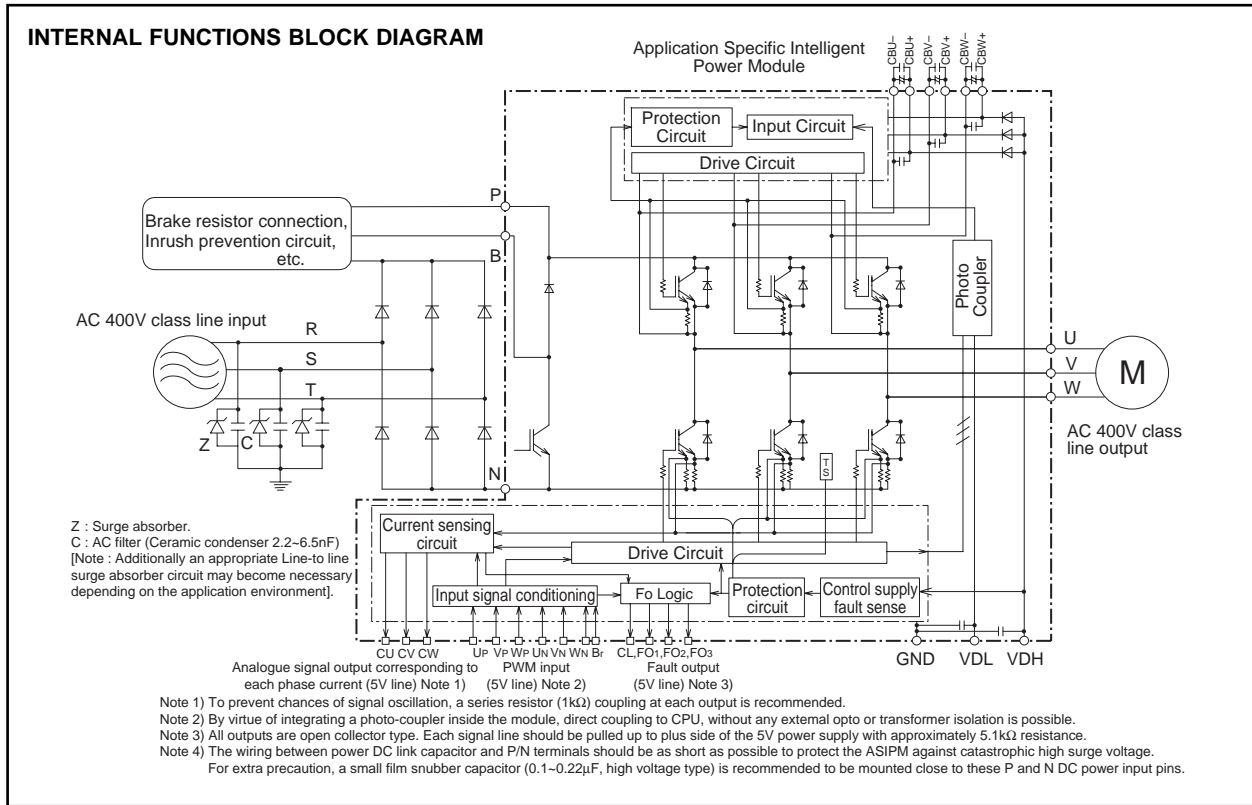 INTERNAL FUNCTIONS BLOCK DIAGRAM
Application Specific Intelligent
Power Module
CBU–
CBU+
CBV–
CBV+
CBW–
CBW+
Protection
Circuit
Input Circuit
Drive Circuit
P
Brake resistor connection,
Inrush prevention circuit,
etc.
B
Photo
Coupler
AC 400V class line input
R
S
T
Z
C
U
V
W
M
AC 400V class
line output
TS
N
Z : Surge absorber.
C : AC filter (Ceramic condenser 2.2~6.5nF)
[Note : Additionally an appropriate Line-to line
surge absorber circuit may become necessary
depending on the application environment].
Current sensing
circuit
Drive Circuit
Input signal conditioning
Fo Logic
Protection
circuit
Control supply
fault sense
CU CV CW
UP VP WP UN VN WN Br
CL,FO1,FO2,FO3
GND VDL VDH
Analogue signal output corresponding to
each phase current (5V line) Note 1)
PWM input
(5V line) Note 2)
Fault output
(5V line) Note 3)
Note 1) To prevent chances of signal oscillation, a series resistor (1kΩ) coupling at each output is recommended.
Note 2) By virtue of integrating a photo-coupler inside the module, direct coupling to CPU, without any external opto or transformer isolation is possible.
Note 3) All outputs are open collector type. Each signal line should be pulled up to plus side of the 5V power supply with approximately 5.1kΩ resistance.
Note 4) The wiring between power DC link capacitor and P/N terminals should be as short as possible to protect the ASIPM against catastrophic high surge voltage.
For extra precaution, a small film snubber capacitor (0.1~0.22µF, high voltage type) is recommended to be mounted close to these P and N DC power input pins.